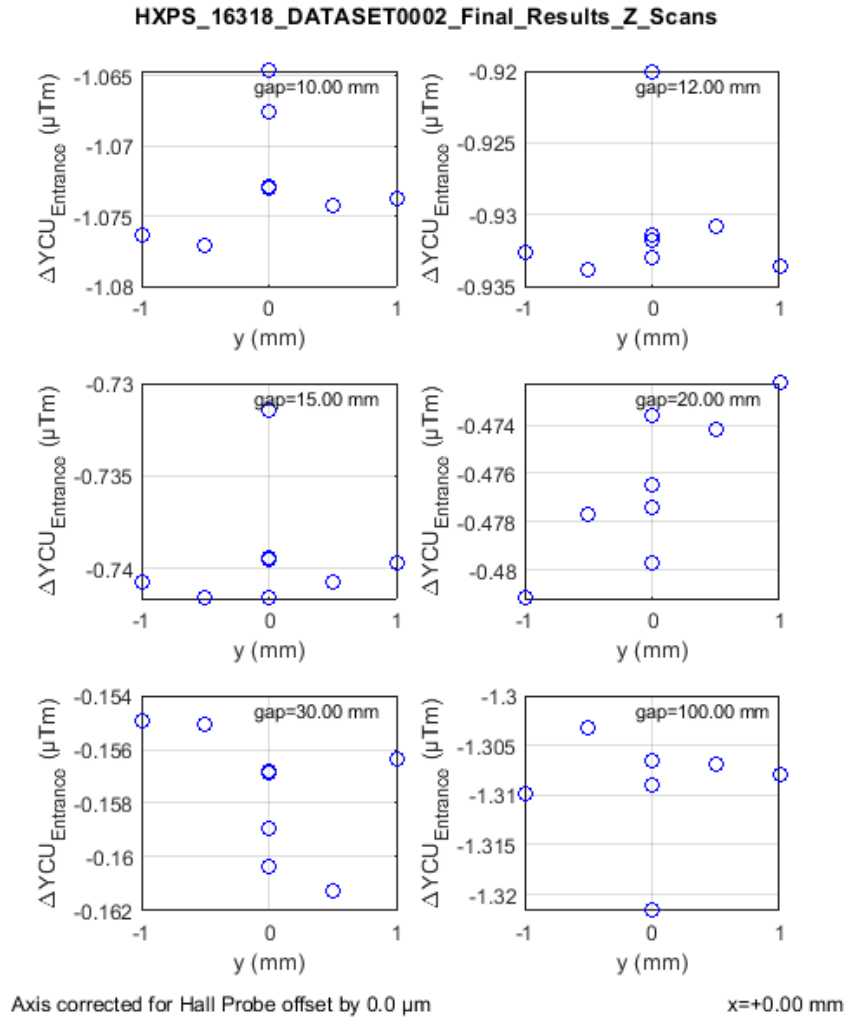 HXPS_16318_DATASET0002_Final_Results_Z_Scans
-1.065
-1.07
-1.075
-1.08
ΔYCU_Entrance (μTm)
gap=10.00 mm
-1 0 1
y (mm)
-0.92
-0.925
-0.93
-0.935
ΔYCU_Entrance (μTm)
gap=12.00 mm
-1 0 1
y (mm)
-0.73
-0.735
-0.74
ΔYCU_Entrance (μTm)
gap=15.00 mm
-1 0 1
y (mm)
-0.474
-0.476
-0.478
-0.48
ΔYCU_Entrance (μTm)
gap=20.00 mm
-1 0 1
y (mm)
-0.154
-0.156
-0.158
-0.16
-0.162
ΔYCU_Entrance (μTm)
gap=30.00 mm
-1 0 1
y (mm)
-1.3
-1.305
-1.31
-1.315
-1.32
ΔYCU_Entrance (μTm)
gap=100.00 mm
-1 0 1
y (mm)
Axis corrected for Hall Probe offset by 0.0 μm
x=+0.00 mm